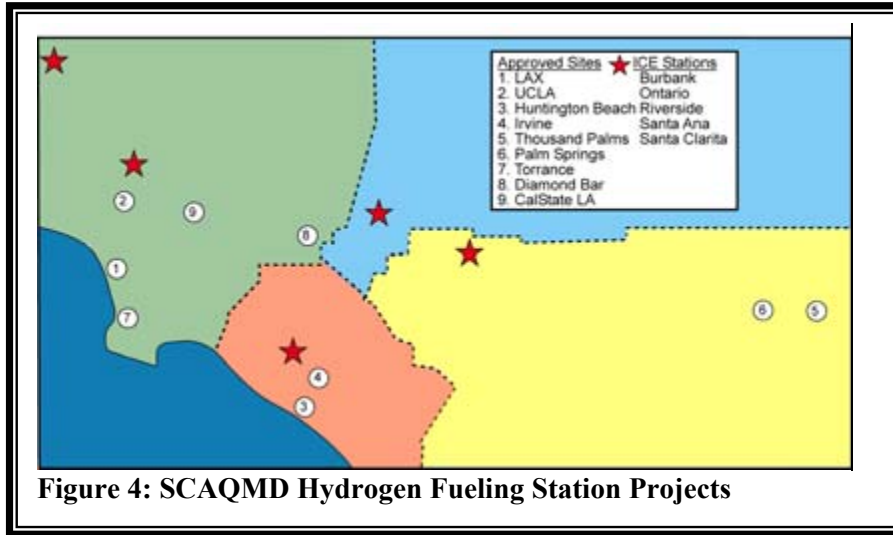 Approved Sites ★ ICE Stations
1. LAX Burbank
2. UCLA Ontario
3. Huntington Beach Riverside
4. Irvine Santa Ana
5. Thousand Palms Santa Clarita
6. Palm Springs
7. Torrance
8. Diamond Bar
9. CalState LA
2
9
8
1
6
5
7
4
3
Figure 4: SCAQMD Hydrogen Fueling Station Projects